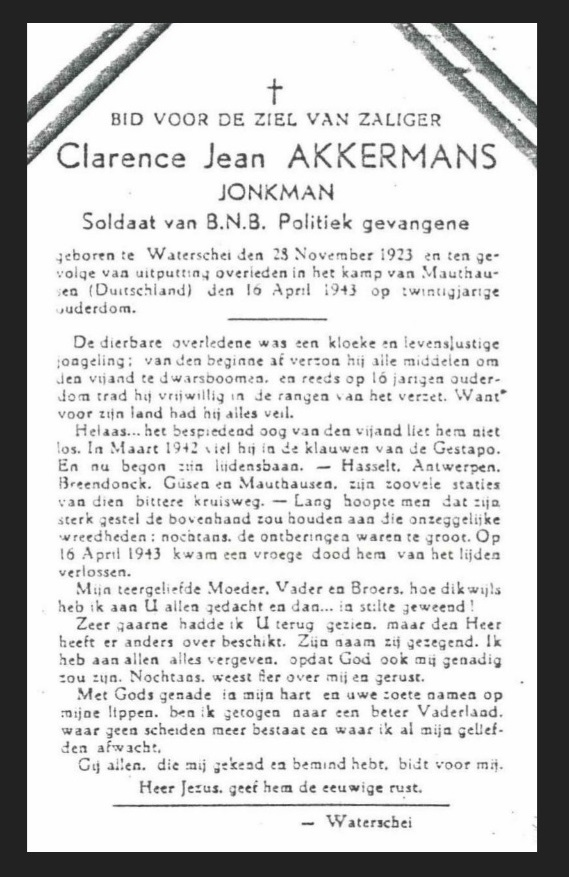 BID VOOR DE ZIEL VAN ZALIGER
Clarence Jean AKKERMANS
JONKMAN
Soldaat van B.N.B. Politiek gevangene
geboren te Waterschei den 28 November 1923 en ten ge-
volge van uitputting overleden in het kamp van Mauthau-
sen (Duitschland) den 16 April 1943 op twintigjarige
ouderdom.
De dierbare overledene was een kloeke en levenslustige
jongeling; van den beginne af verzon hij alle middelen om
den vijand te dwarsboomen, en reeds op 16 jarigen ouder-
dom trad hij vrijwillig in de rangen van het verzet. Want
voor zijn land had hij alles veil.
Helaas... het bespiedend oog van den vijand liet hem niet
los. In Maart 1942 viel hij in de klauwen van de Gestapo.
En nu begon zijn lijdensbaan. — Hasselt, Antwerpen,
Breendonck, Gusen en Mauthausen, zijn zoovele staties
van dien bittere kruisweg. — Lang hoopte men dat zijn
sterk gestel de bovenhand zou houden aan die onzeggelijke
wreedheden; nochtans, de ontberingen waren te groot. Op
16 April 1943 kwam een vroege dood hem van het lijden
verlossen.
Mijn teergeliefde Moeder, Vader en Broers, hoe dikwijls
heb ik aan U allen gedacht en dan... in stilte geweend!
Zeer gaarne hadde ik U terug gezien, maar den Heer
heeft er anders over beschikt. Zijn naam zij gezegend. Ik
heb aan allen alles vergeven, opdat God ook mij genadig
zou zijn. Nochtans, weest fier over mij en gerust.
Met Gods genade in mijn hart en uwe zoete namen op
mijne lippen, ben ik getogen naar een beter Vaderland,
waar geen scheiden meer bestaat en waar ik al mijn gelief-
den afwacht.
Gij allen, die mij gekend en bemind hebt, bidt voor mij.
Heer Jezus, geef hem de eeuwige rust.
— Waterschei